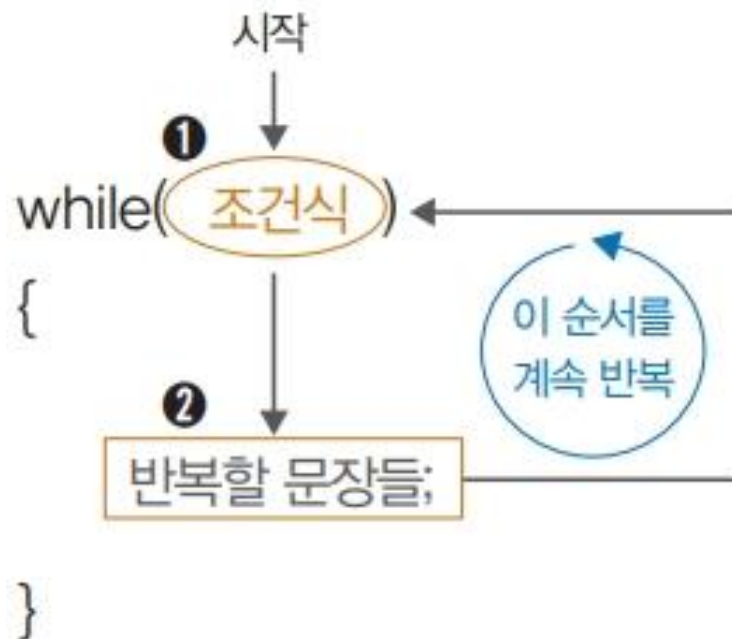 시작
❶
while( 조건식 )
{
이 순서를
계속 반복
❷
반복할 문장들;
}